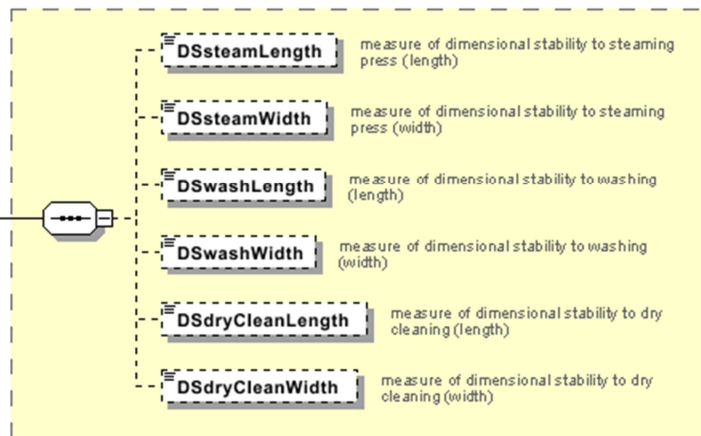 DSsteamLength
measure of dimensional stability to steaming
press (length)
DSsteamWidth
measure of dimensional stability to steaming
press (width)
DSwashLength
measure of dimensional stability to washing
(length)
DSwashWidth
measure of dimensional stability to washing
(width)
DSdryCleanLength
measure of dimensional stability to dry
cleaning (length)
DSdryCleanWidth
measure of dimensional stability to dry
cleaning (width)